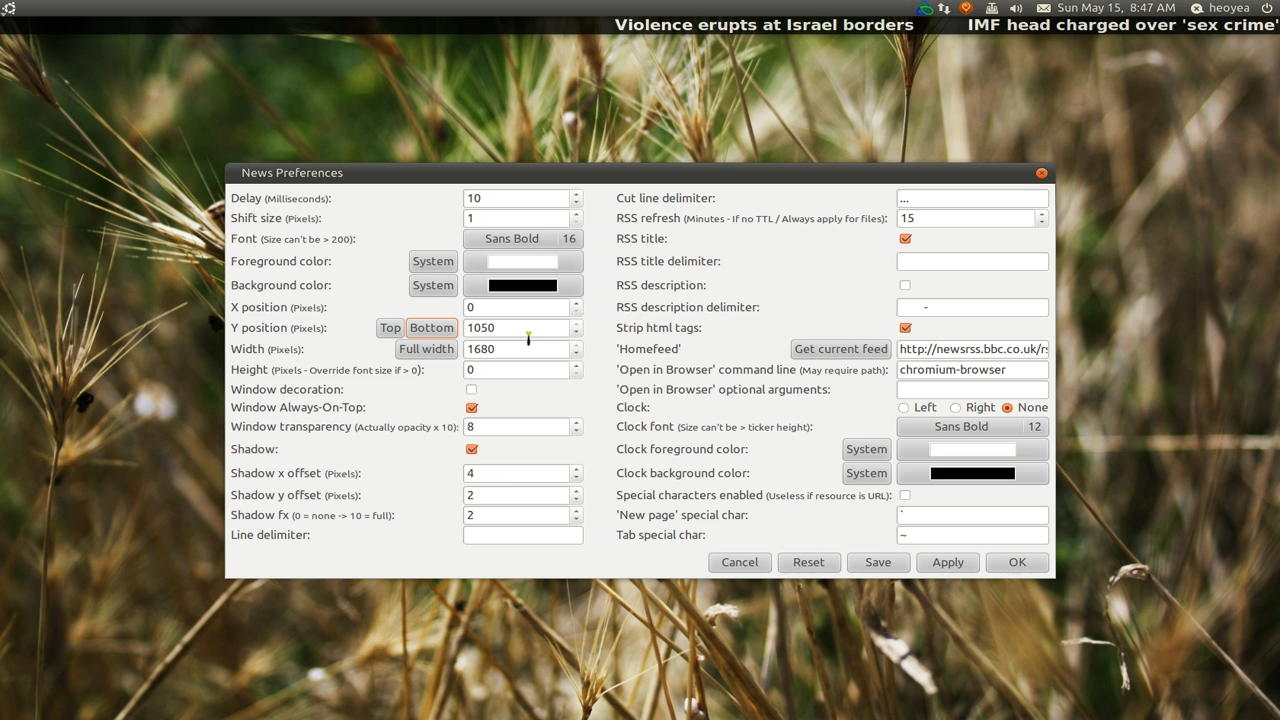 Sun May 15, 8:47 AM heoyea
Violence erupts at Israel borders IMF head charged over 'sex crime'
News Preferences
Delay (Milliseconds): 10
Shift size (Pixels): 1
Font (Size can't be > 200): Sans Bold 16
Foreground color: System
Background color: System
X position (Pixels): 0
Y position (Pixels): Top Bottom 1050
Width (Pixels): Full width 1680
Height (Pixels - Override font size if > 0): 0
Window decoration:
Window Always-On-Top:
Window transparency (Actually opacity x 10): 8
Shadow:
Shadow x offset (Pixels): 4
Shadow y offset (Pixels): 2
Shadow fx (0 = none -> 10 = full): 2
Line delimiter:
Cut line delimiter: ...
RSS refresh (Minutes - If no TTL / Always apply for files): 15
RSS title:
RSS title delimiter:
RSS description:
RSS description delimiter: -
Strip html tags:
'Homefeed' Get current feed http://newsrss.bbc.co.uk/rs
'Open in Browser' command line (May require path): chromium-browser
'Open in Browser' optional arguments:
Clock: Left Right None
Clock font (Size can't be > ticker height): Sans Bold 12
Clock foreground color: System
Clock background color: System
Special characters enabled (Useless if resource is URL):
'New page' special char: `
Tab special char: ~
Cancel Reset Save Apply OK